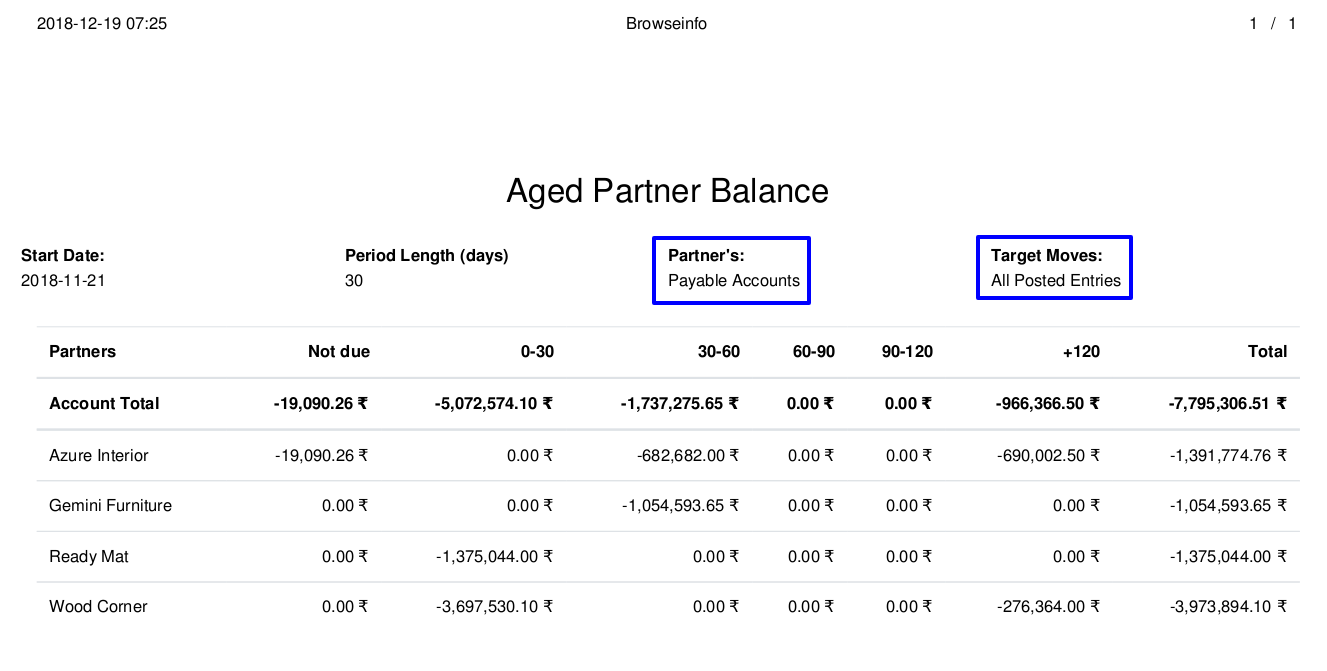 2018-12-19 07:25 Browseinfo 1 / 1
Aged Partner Balance
Start Date: Period Length (days) Partner's: Target Moves:
2018-11-21 30 Payable Accounts All Posted Entries
Partners Not due 0-30 30-60 60-90 90-120 +120 Total
Account Total -19,090.26 ₹ -5,072,574.10 ₹ -1,737,275.65 ₹ 0.00 ₹ 0.00 ₹ -966,366.50 ₹ -7,795,306.51 ₹
Azure Interior -19,090.26 ₹ 0.00 ₹ -682,682.00 ₹ 0.00 ₹ 0.00 ₹ -690,002.50 ₹ -1,391,774.76 ₹
Gemini Furniture 0.00 ₹ 0.00 ₹ -1,054,593.65 ₹ 0.00 ₹ 0.00 ₹ 0.00 ₹ -1,054,593.65 ₹
Ready Mat 0.00 ₹ -1,375,044.00 ₹ 0.00 ₹ 0.00 ₹ 0.00 ₹ 0.00 ₹ -1,375,044.00 ₹
Wood Corner 0.00 ₹ -3,697,530.10 ₹ 0.00 ₹ 0.00 ₹ 0.00 ₹ -276,364.00 ₹ -3,973,894.10 ₹